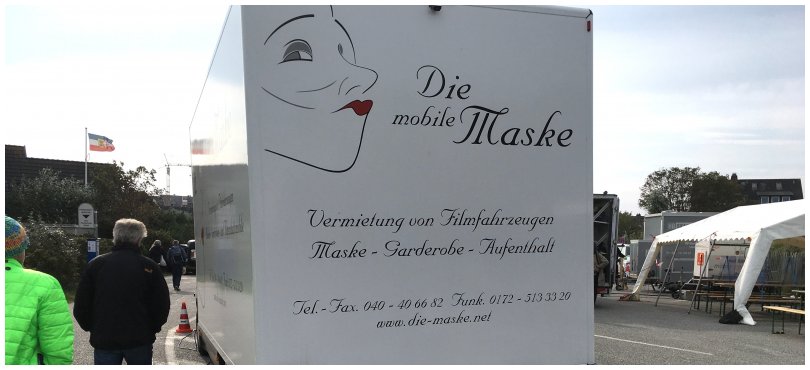 Die
mobile Maske
Vermietung von Filmfahrzeugen
Maske - Garderobe - Aufenthalt
Tel.-Fax. 040 - 40 66 82 Funk. 0172 - 513 33 20
www.die-maske.net